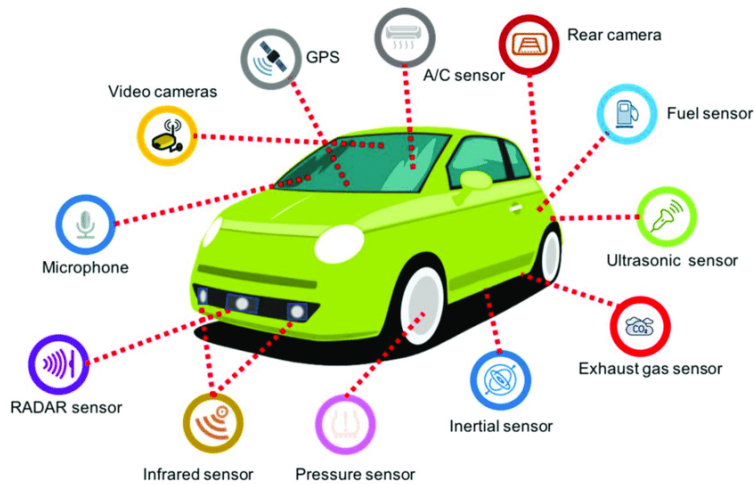 Rear camera
GPS
A/C sensor
Video cameras
Fuel sensor
Microphone
Ultrasonic sensor
CO₂
Exhaust gas sensor
RADAR sensor
Inertial sensor
Infrared sensor
Pressure sensor